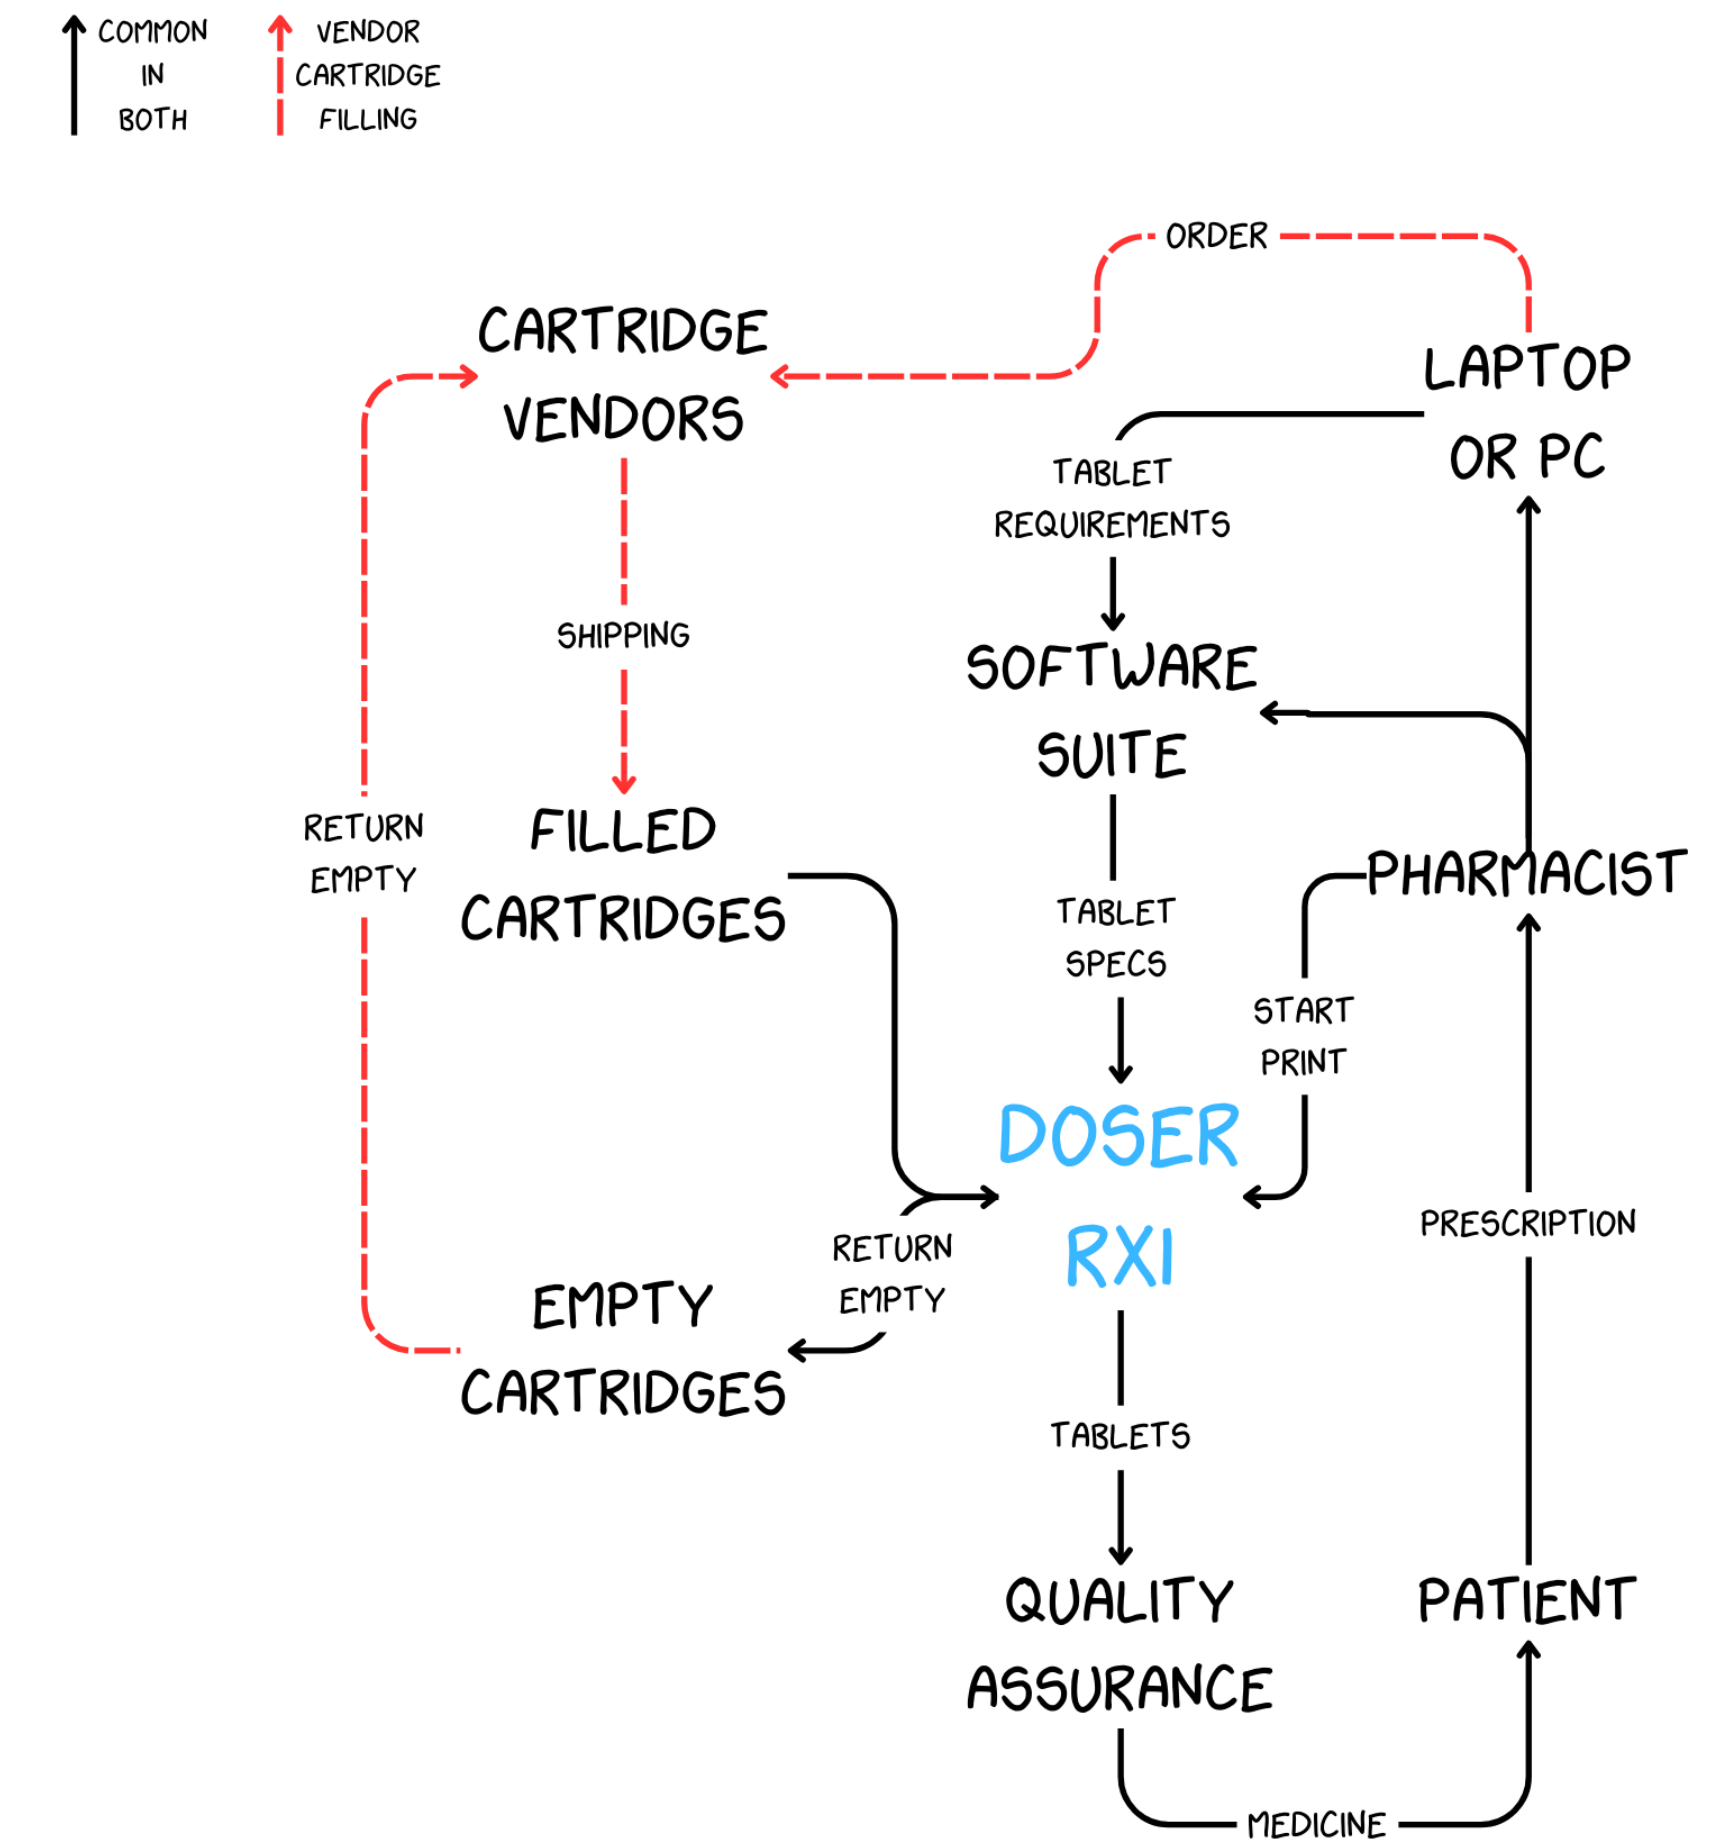 COMMON
IN
BOTH
VENDOR
CARTRIDGE
FILLING
ORDER
CARTRIDGE
VENDORS
LAPTOP
OR PC
TABLET
REQUIREMENTS
SHIPPING
SOFTWARE
SUITE
RETURN
EMPTY
FILLED
CARTRIDGES
PHARMACIST
TABLET
SPECS
START
PRINT
DOSER
RXI
PRESCRIPTION
RETURN
EMPTY
EMPTY
CARTRIDGES
TABLETS
QUALITY
ASSURANCE
PATIENT
MEDICINE